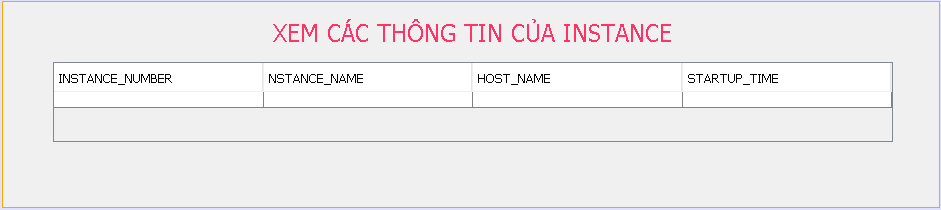 XEM CÁC THÔNG TIN CỦA INSTANCE
INSTANCE_NUMBER NSTANCE_NAME HOST_NAME STARTUP_TIME